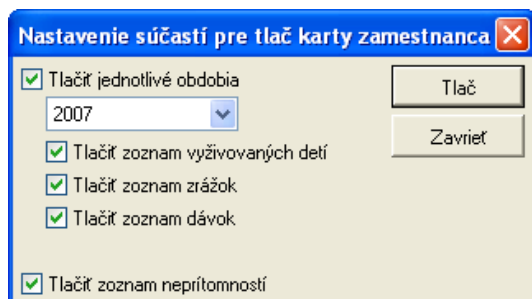 Nastavenie súčastí pre tlač karty zamestnanca
Tlačiť jednotlivé obdobia
Tlač
2007
Zavrieť
Tlačiť zoznam vyživovaných detí
Tlačiť zoznam zrážok
Tlačiť zoznam dávok
Tlačiť zoznam neprítomností